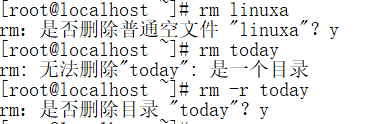 [root@localhost ~]# rm linuxa
rm：是否删除普通空文件 "linuxa"？y
[root@localhost ~]# rm today
rm: 无法删除"today": 是一个目录
[root@localhost ~]# rm -r today
rm：是否删除目录 "today"？y